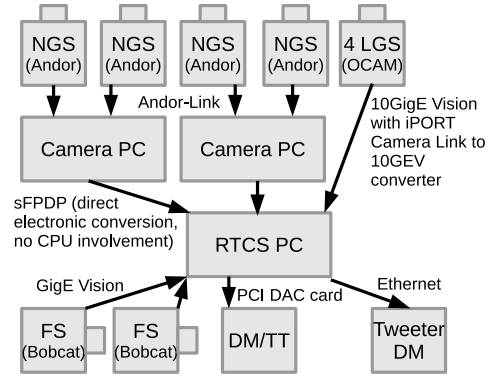 NGS
(Andor)
NGS
(Andor)
NGS
(Andor)
NGS
(Andor)
4 LGS
(OCAM)
Andor-Link
10GigE Vision
with iPORT
Camera Link to
10GEV
converter
Camera PC
Camera PC
sFPDP (direct
electronic conversion,
no CPU involvement)
RTCS PC
GigE Vision
PCI DAC card
Ethernet
FS
(Bobcat)
FS
(Bobcat)
DM/TT
Tweeter
DM